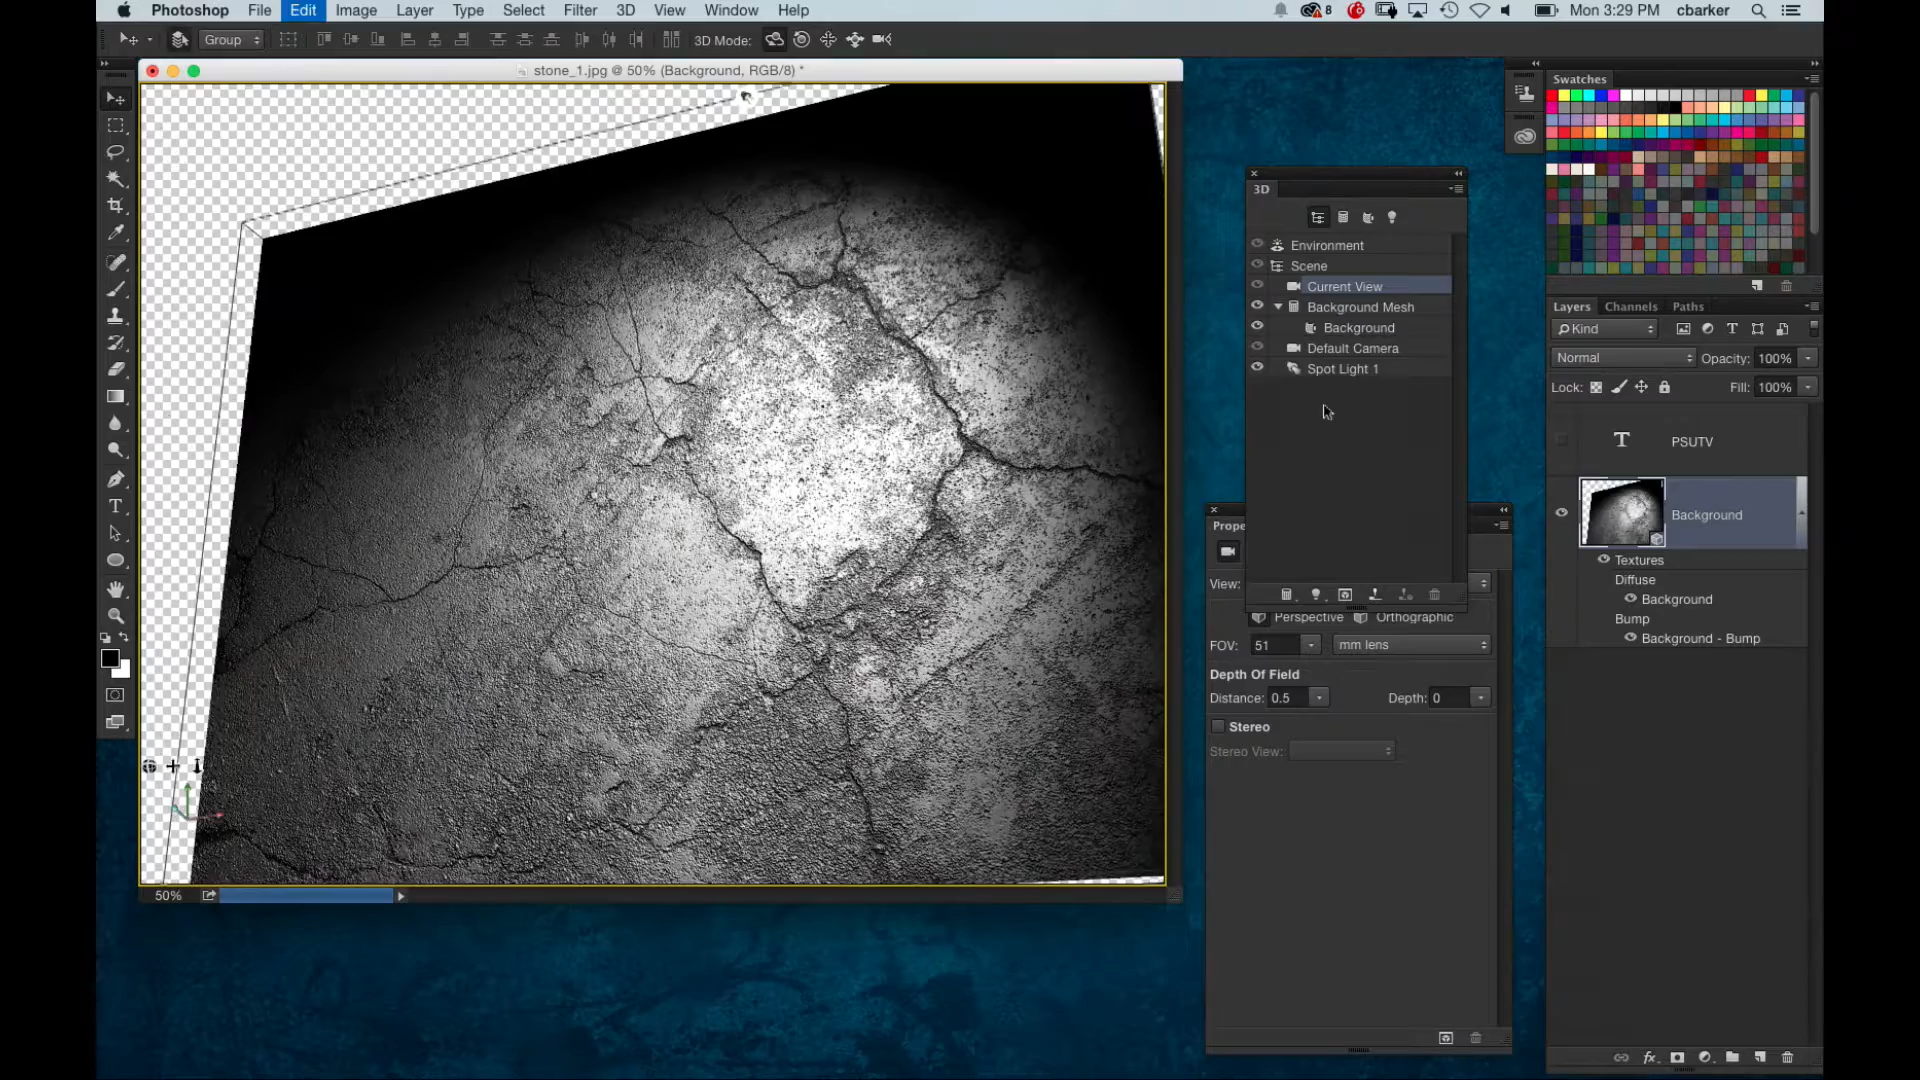 Photoshop File Edit Image Layer Type Select Filter 3D View Window Help 8 Mon 3:29 PM cbarker
Group 3D Mode:
stone_1.jpg @ 50% (Background, RGB/8) *
Swatches
3D
Environment
Scene
Current View
Background Mesh
Background
Default Camera
Spot Light 1
Layers Channels Paths
Kind
Normal Opacity: 100%
Lock: Fill: 100%
T PSUTV
Background
Textures
Diffuse
Background
Bump
Background - Bump
Prope
View:
Perspective Orthographic
FOV: 51 mm lens
Depth Of Field
Distance: 0.5 Depth: 0
Stereo
Stereo View:
50%
fx